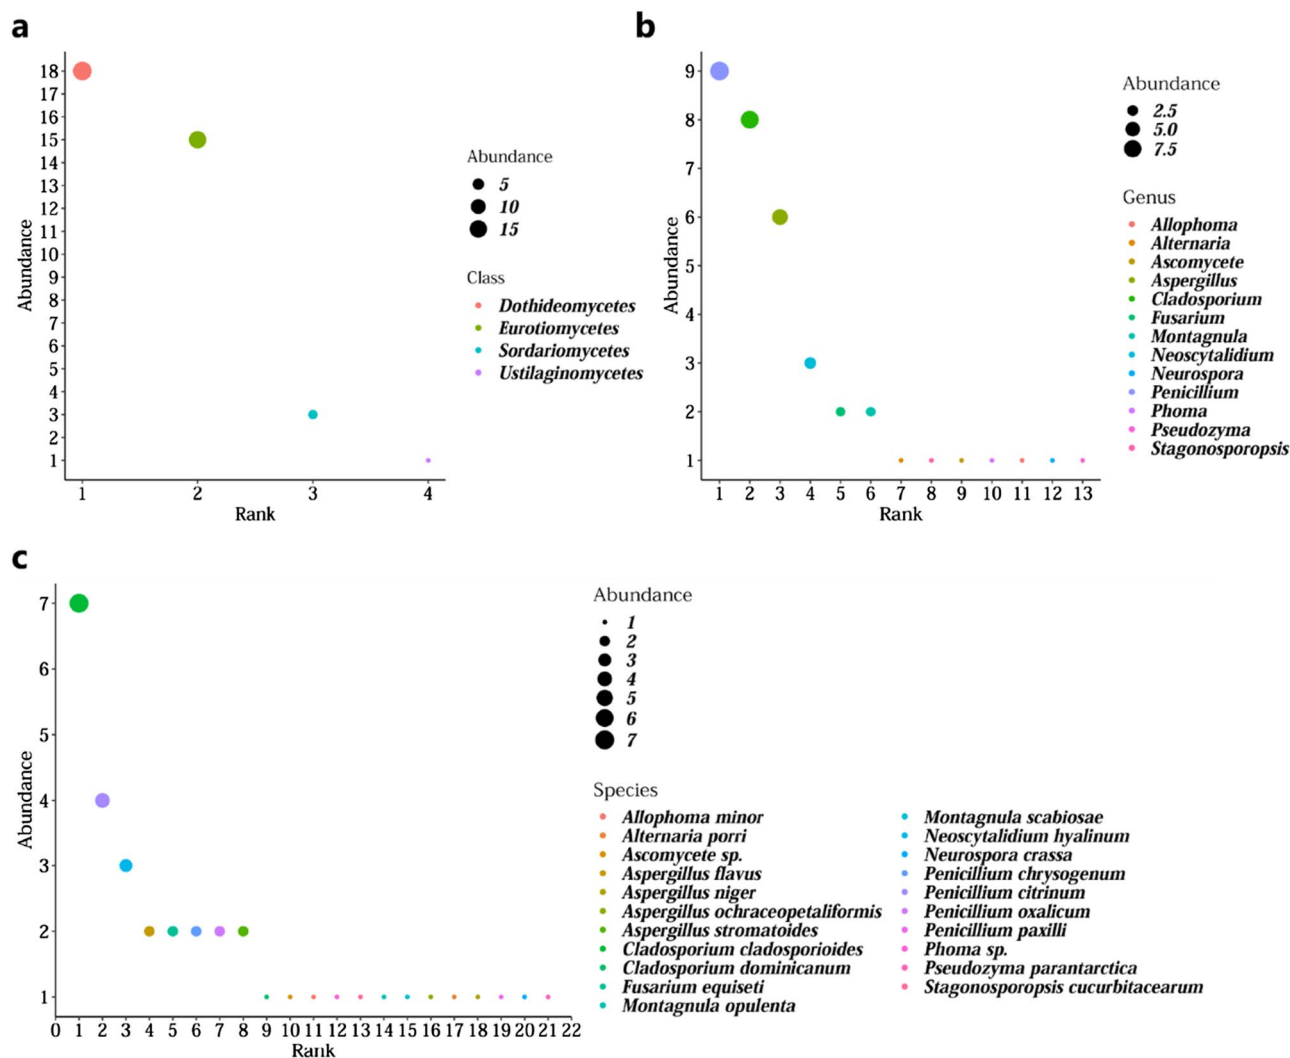 a
18
17
16
15
14
13
12
11
10
9
8
7
6
5
4
3
2
1
Abundance
1 2 3 4
Rank
Abundance
5
10
15
Class
Dothideomycetes
Eurotiomycetes
Sordariomycetes
Ustilaginomycetes
b
9
8
7
6
5
4
3
2
1
Abundance
1 2 3 4 5 6 7 8 9 10 11 12 13
Rank
Abundance
2.5
5.0
7.5
Genus
Allophoma
Alternaria
Ascomycete
Aspergillus
Cladosporium
Fusarium
Montagnula
Neoscytalidium
Neurospora
Penicillium
Phoma
Pseudozyma
Stagonosporopsis
c
7
6
5
4
3
2
1
Abundance
0 1 2 3 4 5 6 7 8 9 10 11 12 13 14 15 16 17 18 19 20 21 22
Rank
Abundance
1
2
3
4
5
6
7
Species
Allophoma minor
Alternaria porri
Ascomycete sp.
Aspergillus flavus
Aspergillus niger
Aspergillus ochraceopetaliformis
Aspergillus stromatoides
Cladosporium cladosporioides
Cladosporium dominicanum
Fusarium equiseti
Montagnula opulenta
Montagnula scabiosae
Neoscytalidium hyalinum
Neurospora crassa
Penicillium chrysogenum
Penicillium citrinum
Penicillium oxalicum
Penicillium paxilli
Phoma sp.
Pseudozyma parantarctica
Stagonosporopsis cucurbitacearum